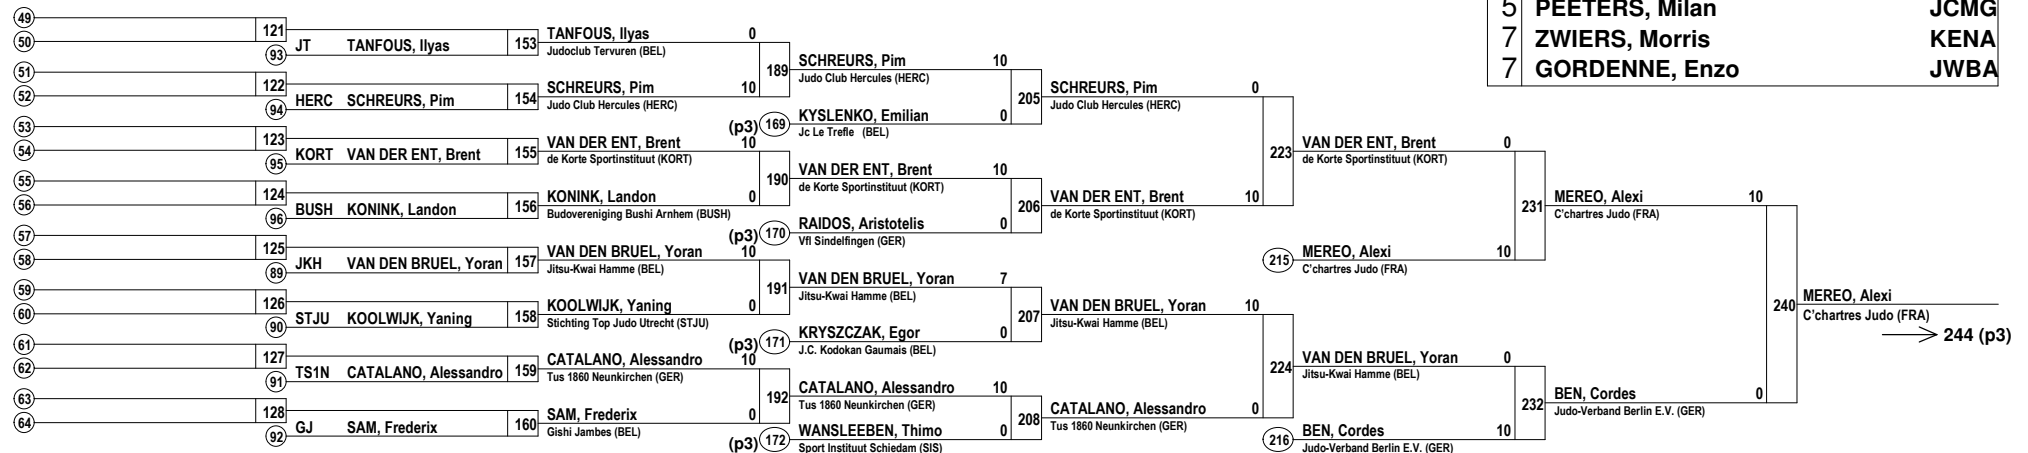 5 PEETERS, Milan JCMG
7 ZWIERS, Morris KENA
7 GORDENNE, Enzo JWBA
49
50
121
93 JT TANFOUS, Ilyas
51
52
122
94 HERC SCHREURS, Pim
53
54
123
95 KORT VAN DER ENT, Brent
55
56
124
96 BUSH KONINK, Landon
57
58
125
89 JKH VAN DEN BRUEL, Yoran
59
60
126
90 STJU KOOLWIJK, Yaning
61
62
127
91 TS1N CATALANO, Alessandro
63
64
128
92 GJ SAM, Frederix
153 TANFOUS, Ilyas 0
Judoclub Tervuren (BEL)
154 SCHREURS, Pim 10
Judo Club Hercules (HERC)
155 VAN DER ENT, Brent 10
de Korte Sportinstituut (KORT)
156 KONINK, Landon 0
Budovereniging Bushi Arnhem (BUSH)
157 VAN DEN BRUEL, Yoran 10
Jitsu-Kwai Hamme (BEL)
158 KOOLWIJK, Yaning 0
Stichting Top Judo Utrecht (STJU)
159 CATALANO, Alessandro 10
Tus 1860 Neunkirchen (GER)
160 SAM, Frederix 0
Gishi Jambes (BEL)
189 SCHREURS, Pim 10
Judo Club Hercules (HERC)
(p3) 169 KYSLENKO, Emilian 0
Jc Le Trefle (BEL)
190 VAN DER ENT, Brent 10
de Korte Sportinstituut (KORT)
(p3) 170 RAIDOS, Aristotelis 0
Vfl Sindelfingen (GER)
191 VAN DEN BRUEL, Yoran 7
Jitsu-Kwai Hamme (BEL)
(p3) 171 KRYSZCZAK, Egor 0
J.C. Kodokan Gaumais (BEL)
192 CATALANO, Alessandro 10
Tus 1860 Neunkirchen (GER)
(p3) 172 WANSLEEBEN, Thimo 0
Sport Instituut Schiedam (SIS)
205 SCHREURS, Pim 0
Judo Club Hercules (HERC)
206 VAN DER ENT, Brent 10
de Korte Sportinstituut (KORT)
207 VAN DEN BRUEL, Yoran 10
Jitsu-Kwai Hamme (BEL)
208 CATALANO, Alessandro 0
Tus 1860 Neunkirchen (GER)
223 VAN DER ENT, Brent 0
de Korte Sportinstituut (KORT)
215 MEREO, Alexi 10
C'chartres Judo (FRA)
224 VAN DEN BRUEL, Yoran 0
Jitsu-Kwai Hamme (BEL)
216 BEN, Cordes 10
Judo-Verband Berlin E.V. (GER)
231 MEREO, Alexi 10
C'chartres Judo (FRA)
232 BEN, Cordes 0
Judo-Verband Berlin E.V. (GER)
240 MEREO, Alexi
C'chartres Judo (FRA)
244 (p3)